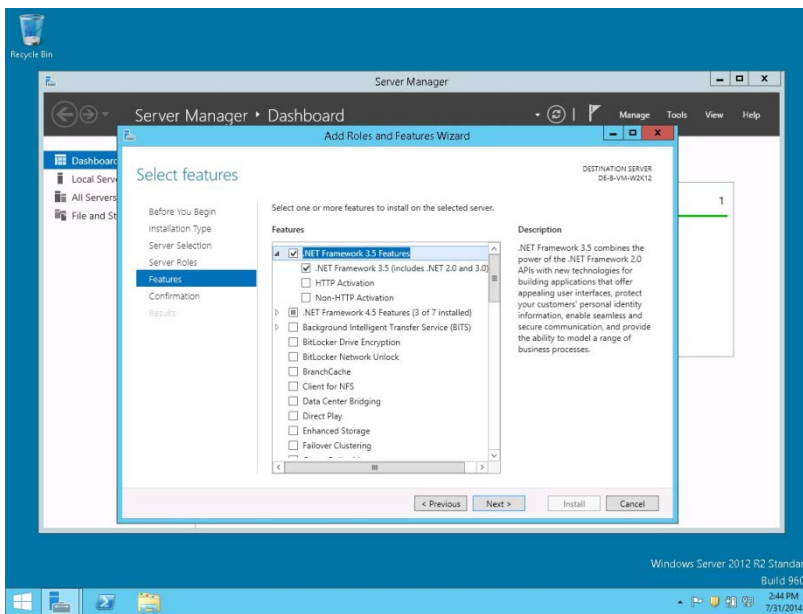 Recycle Bin
Server Manager
Server Manager ‣ Dashboard
Manage Tools View Help
Add Roles and Features Wizard
Dashboard
Local Serv
All Servers
File and St
1
Select features
DESTINATION SERVER
DE-B-VM-W2K12
Before You Begin
Installation Type
Server Selection
Server Roles
Features
Confirmation
Results
Select one or more features to install on the selected server.
Features
.NET Framework 3.5 Features
.NET Framework 3.5 (includes .NET 2.0 and 3.0)
HTTP Activation
Non-HTTP Activation
.NET Framework 4.5 Features (3 of 7 installed)
Background Intelligent Transfer Service (BITS)
BitLocker Drive Encryption
BitLocker Network Unlock
BranchCache
Client for NFS
Data Center Bridging
Direct Play
Enhanced Storage
Failover Clustering
Description
.NET Framework 3.5 combines the
power of the .NET Framework 2.0
APIs with new technologies for
building applications that offer
appealing user interfaces, protect
your customers' personal identity
information, enable seamless and
secure communication, and provide
the ability to model a range of
business processes.
< Previous Next > Install Cancel
Windows Server 2012 R2 Standar
Build 960
2:44 PM
7/31/2014